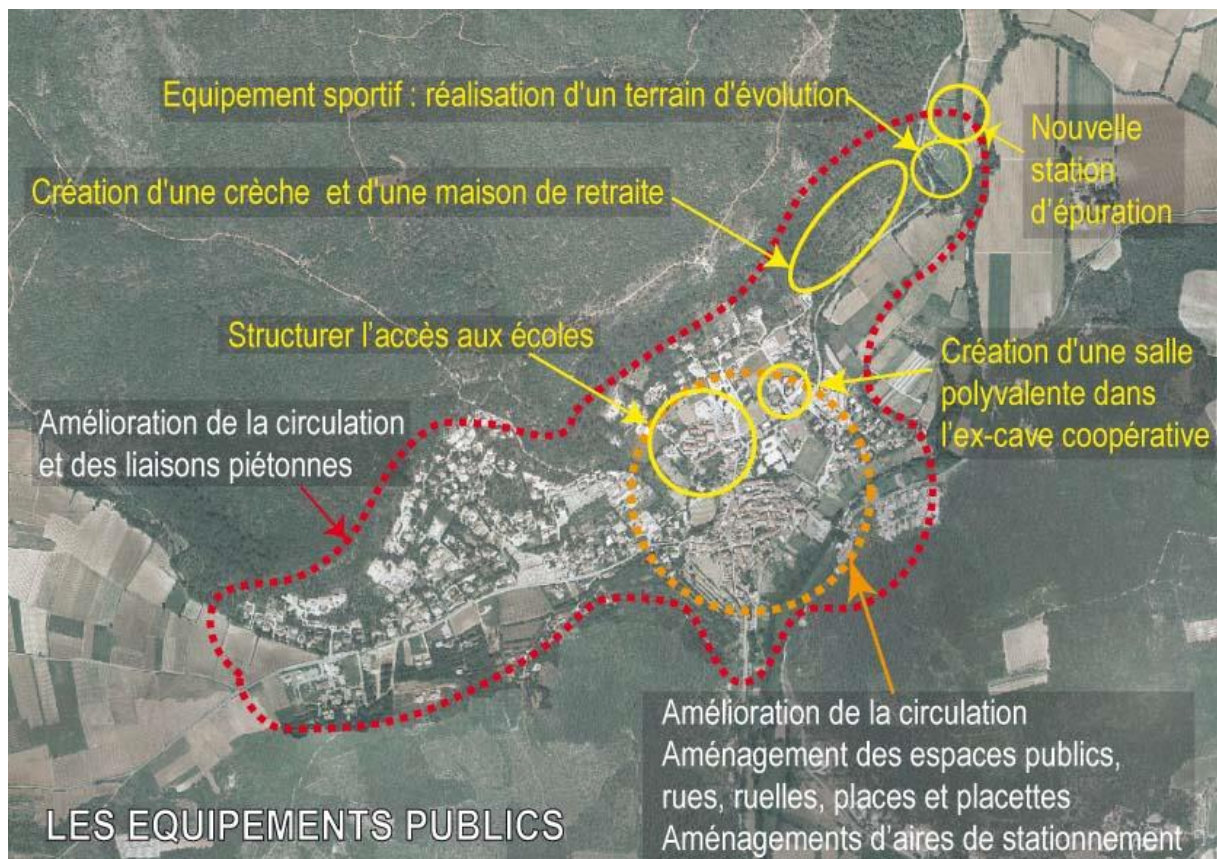 Equipement sportif : réalisation d'un terrain d'évolution
Nouvelle
station
d'épuration
Création d'une crèche et d'une maison de retraite
Structurer l'accès aux écoles
Création d'une salle
polyvalente dans
l'ex-cave coopérative
Amélioration de la circulation
et des liaisons piétonnes
Amélioration de la circulation
Aménagement des espaces publics,
rues, ruelles, places et placettes
Aménagements d'aires de stationnement
LES EQUIPEMENTS PUBLICS